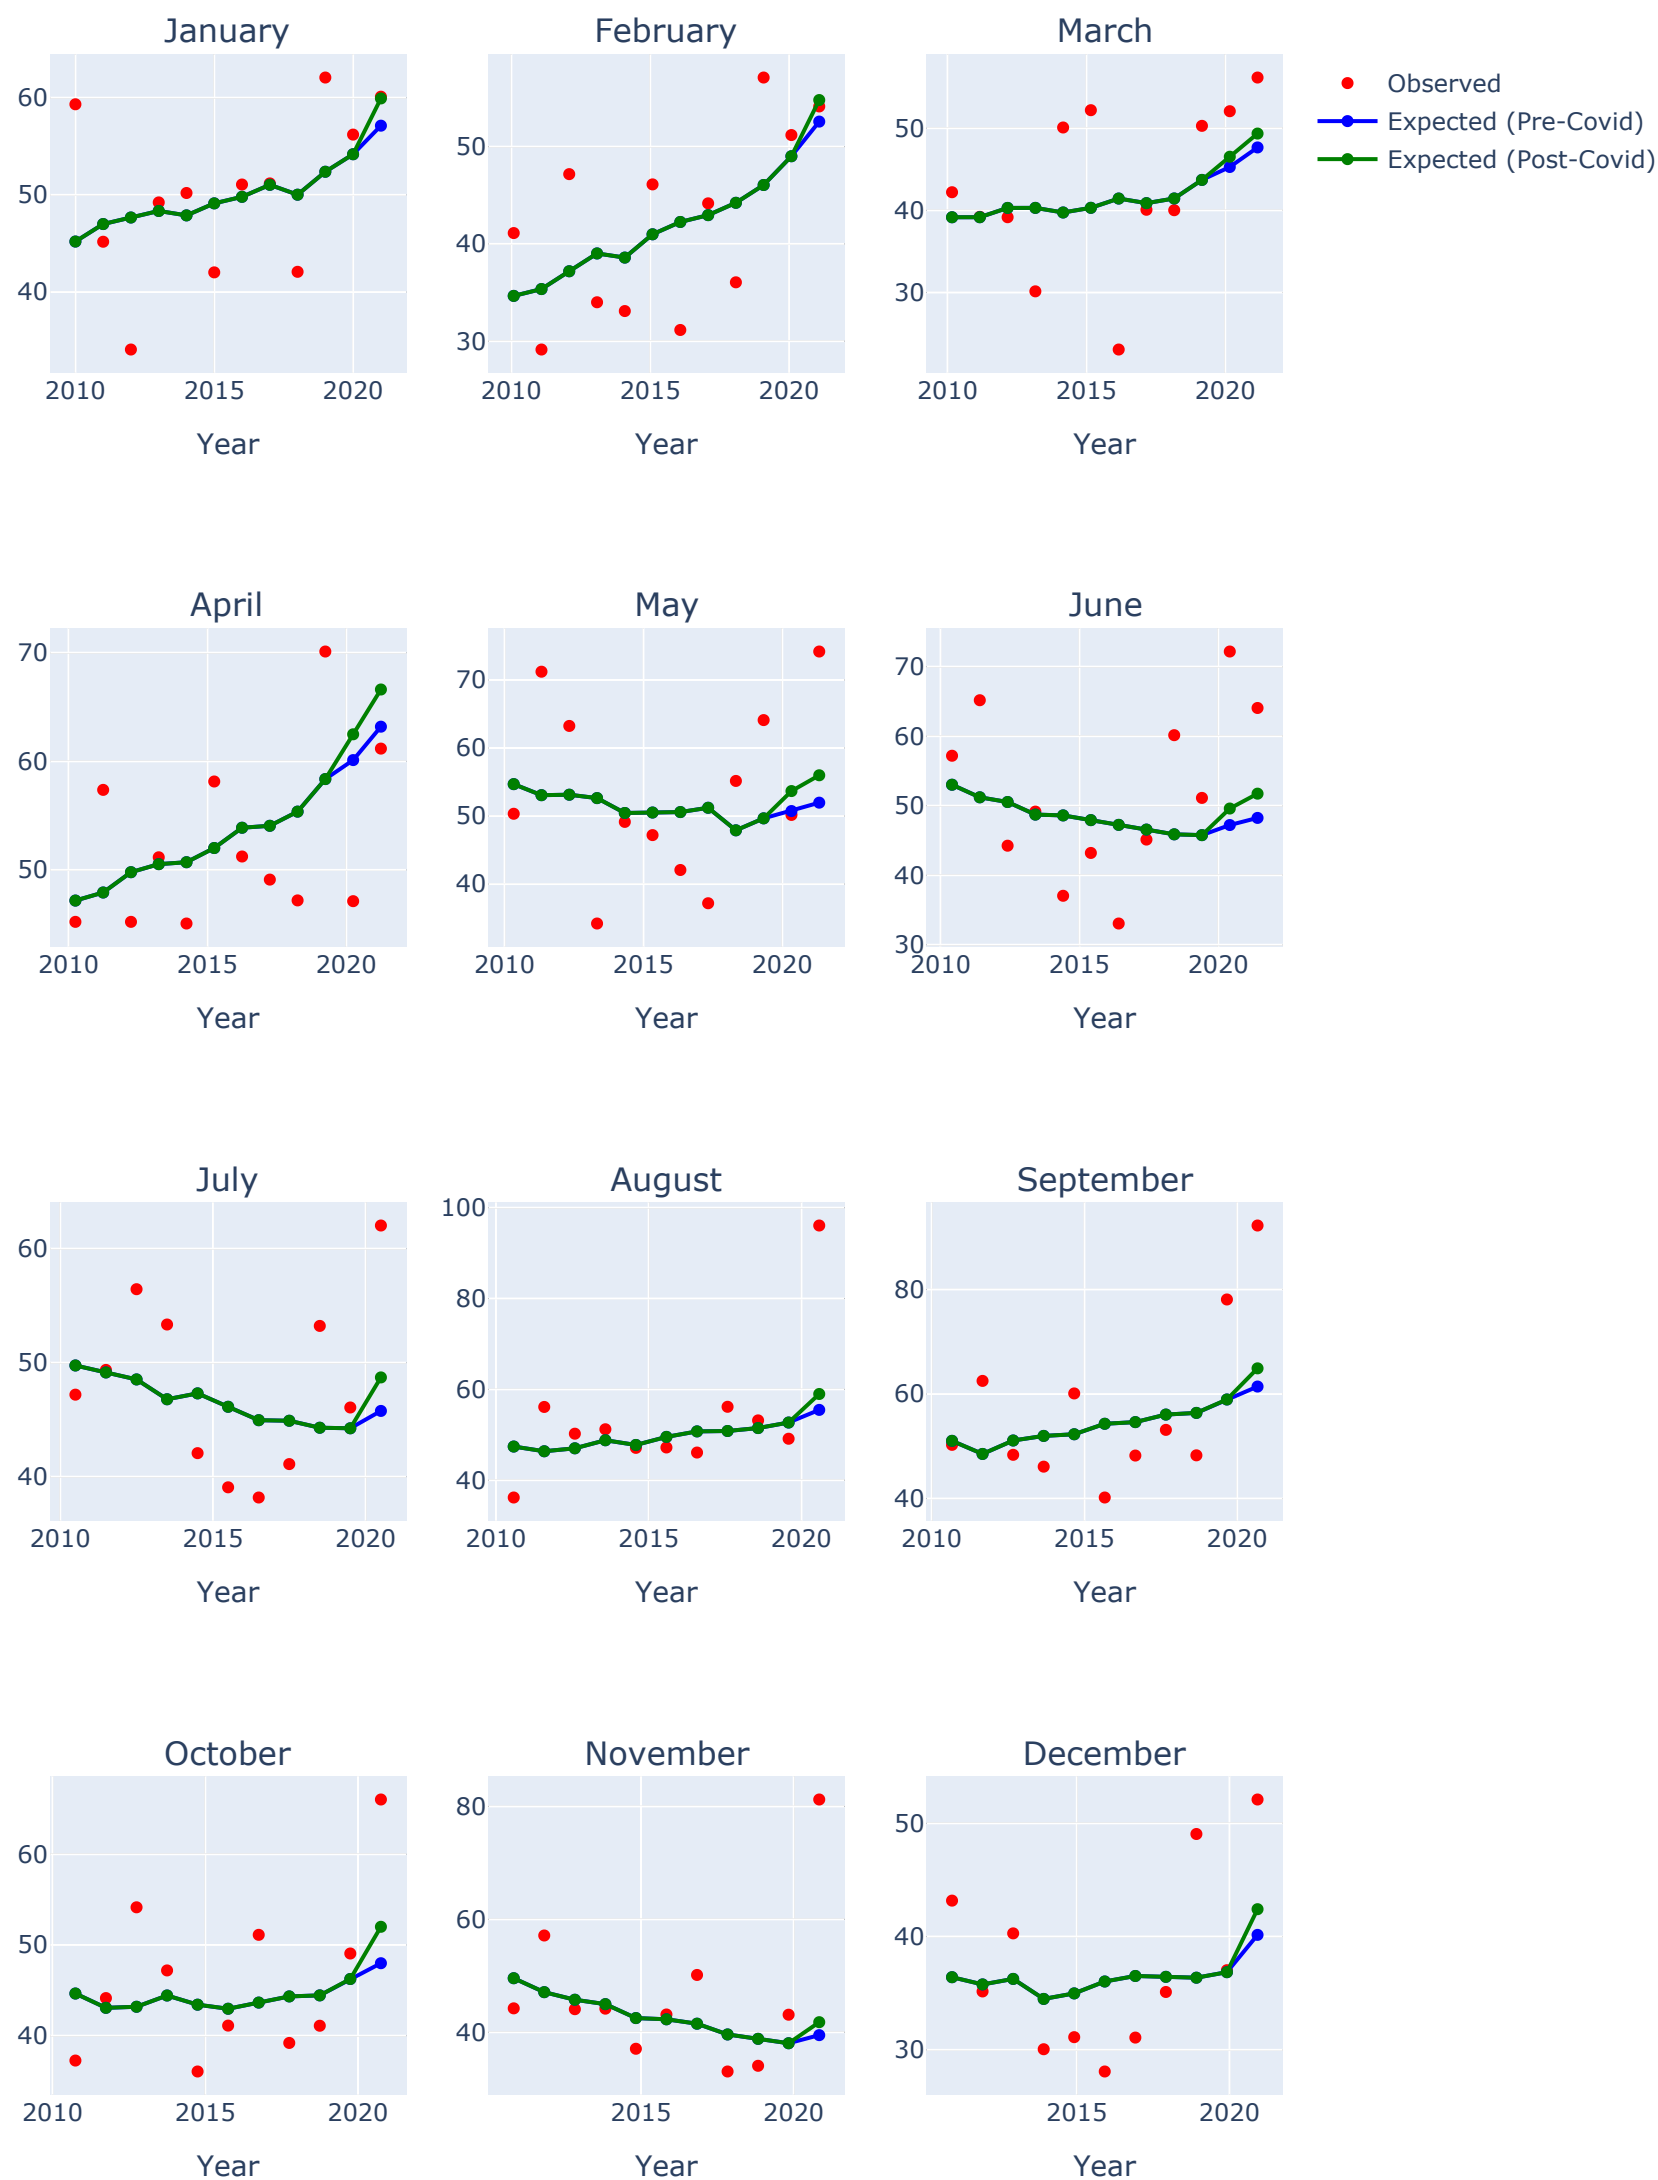 January
February
March
60
50
40
2010
2015
2020
Year
50
40
30
2010
2015
2020
Year
50
40
30
2010
2015
2020
Year
Observed
Expected (Pre-Covid)
Expected (Post-Covid)
April
May
June
70
60
50
2010
2015
2020
Year
70
60
50
40
2010
2015
2020
Year
70
60
50
40
30
2010
2015
2020
Year
July
August
September
60
50
40
2010
2015
2020
Year
100
80
60
40
2010
2015
2020
Year
80
60
40
2010
2015
2020
Year
October
November
December
60
50
40
2010
2015
2020
Year
80
60
40
2015
2020
Year
50
40
30
2015
2020
Year